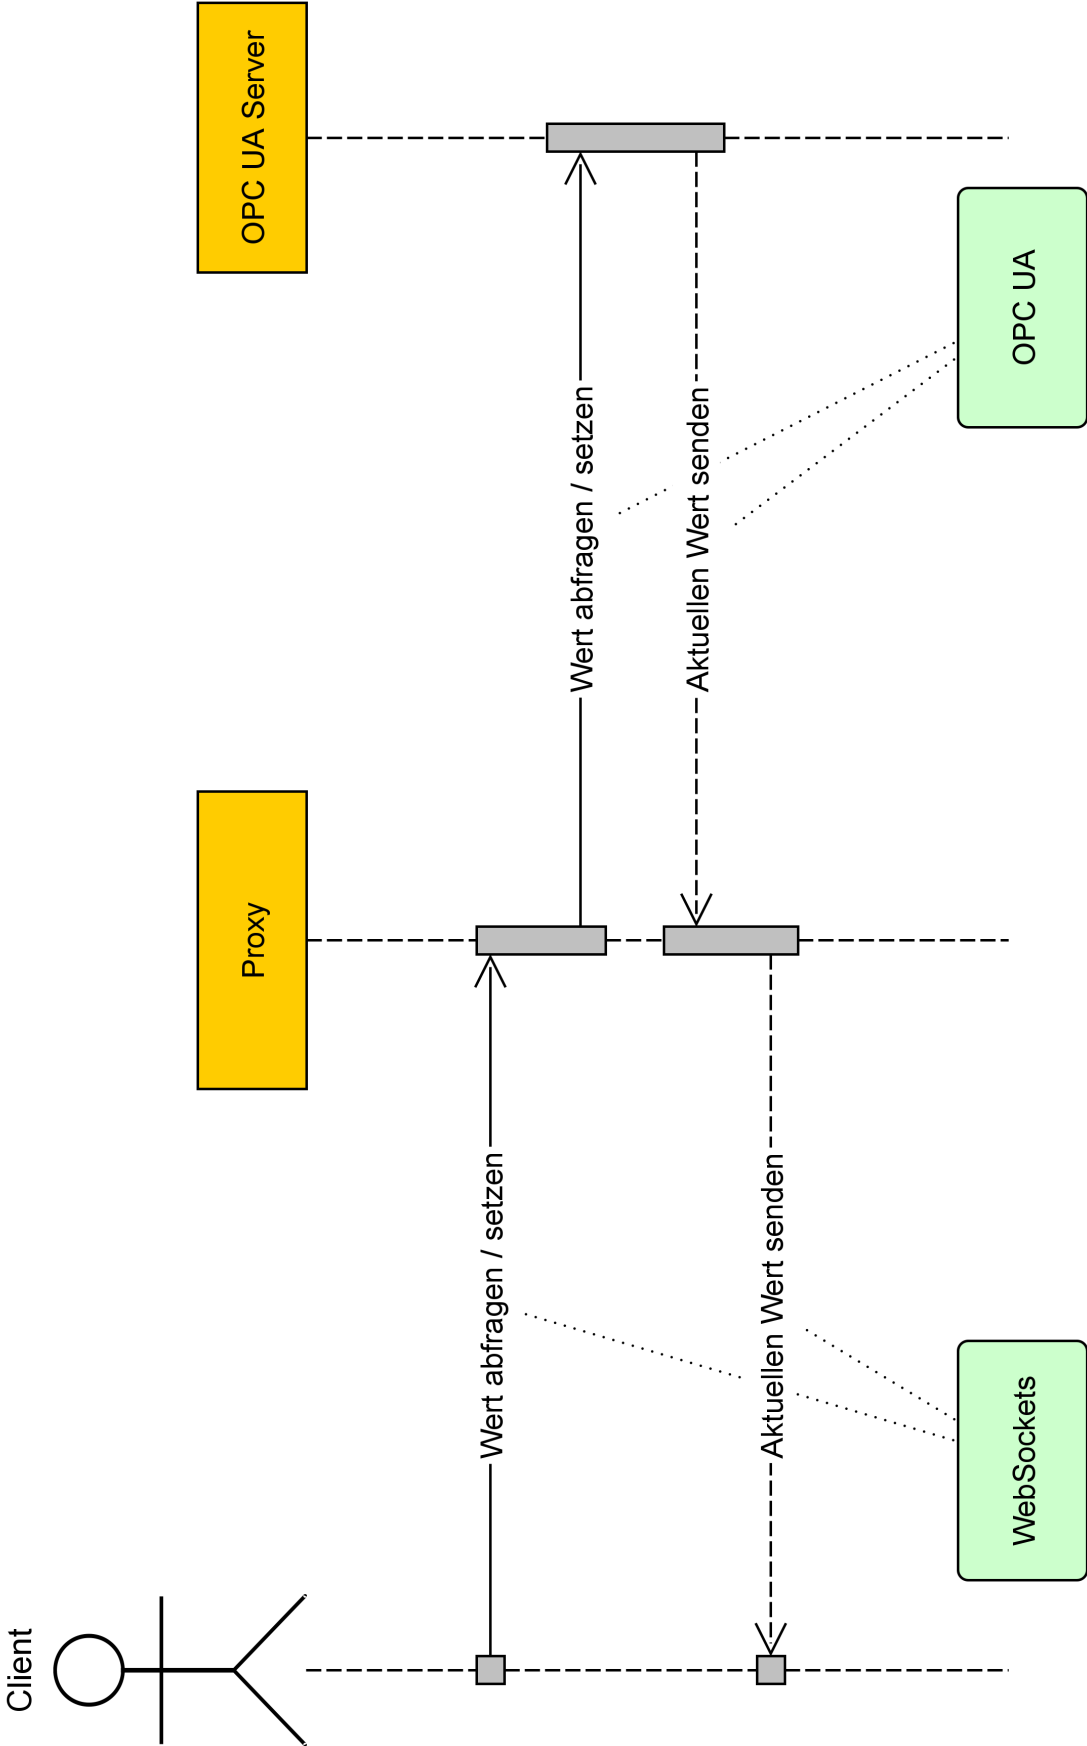 Client
Proxy
OPC UA Server
Wert abfragen / setzen
Wert abfragen / setzen
Aktuellen Wert senden
Aktuellen Wert senden
WebSockets
OPC UA